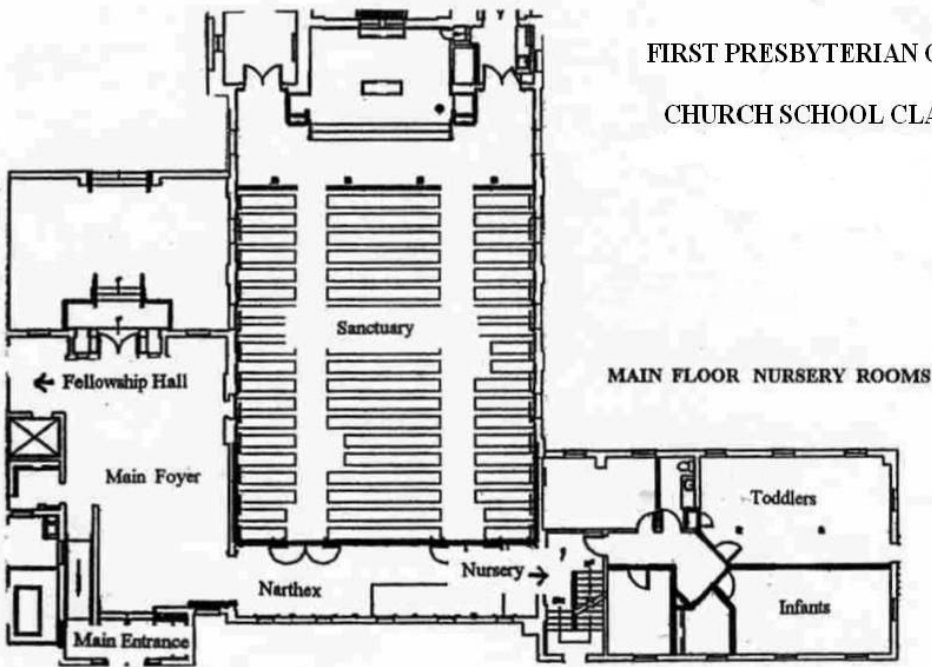 FIRST PRESBYTERIAN
CHURCH SCHOOL
Sanctuary
← Fellowship Hall
MAIN FLOOR NURSERY ROOMS
Main Foyer
Toddlers
Nursery →
Narthex
Infants
Main Entrance